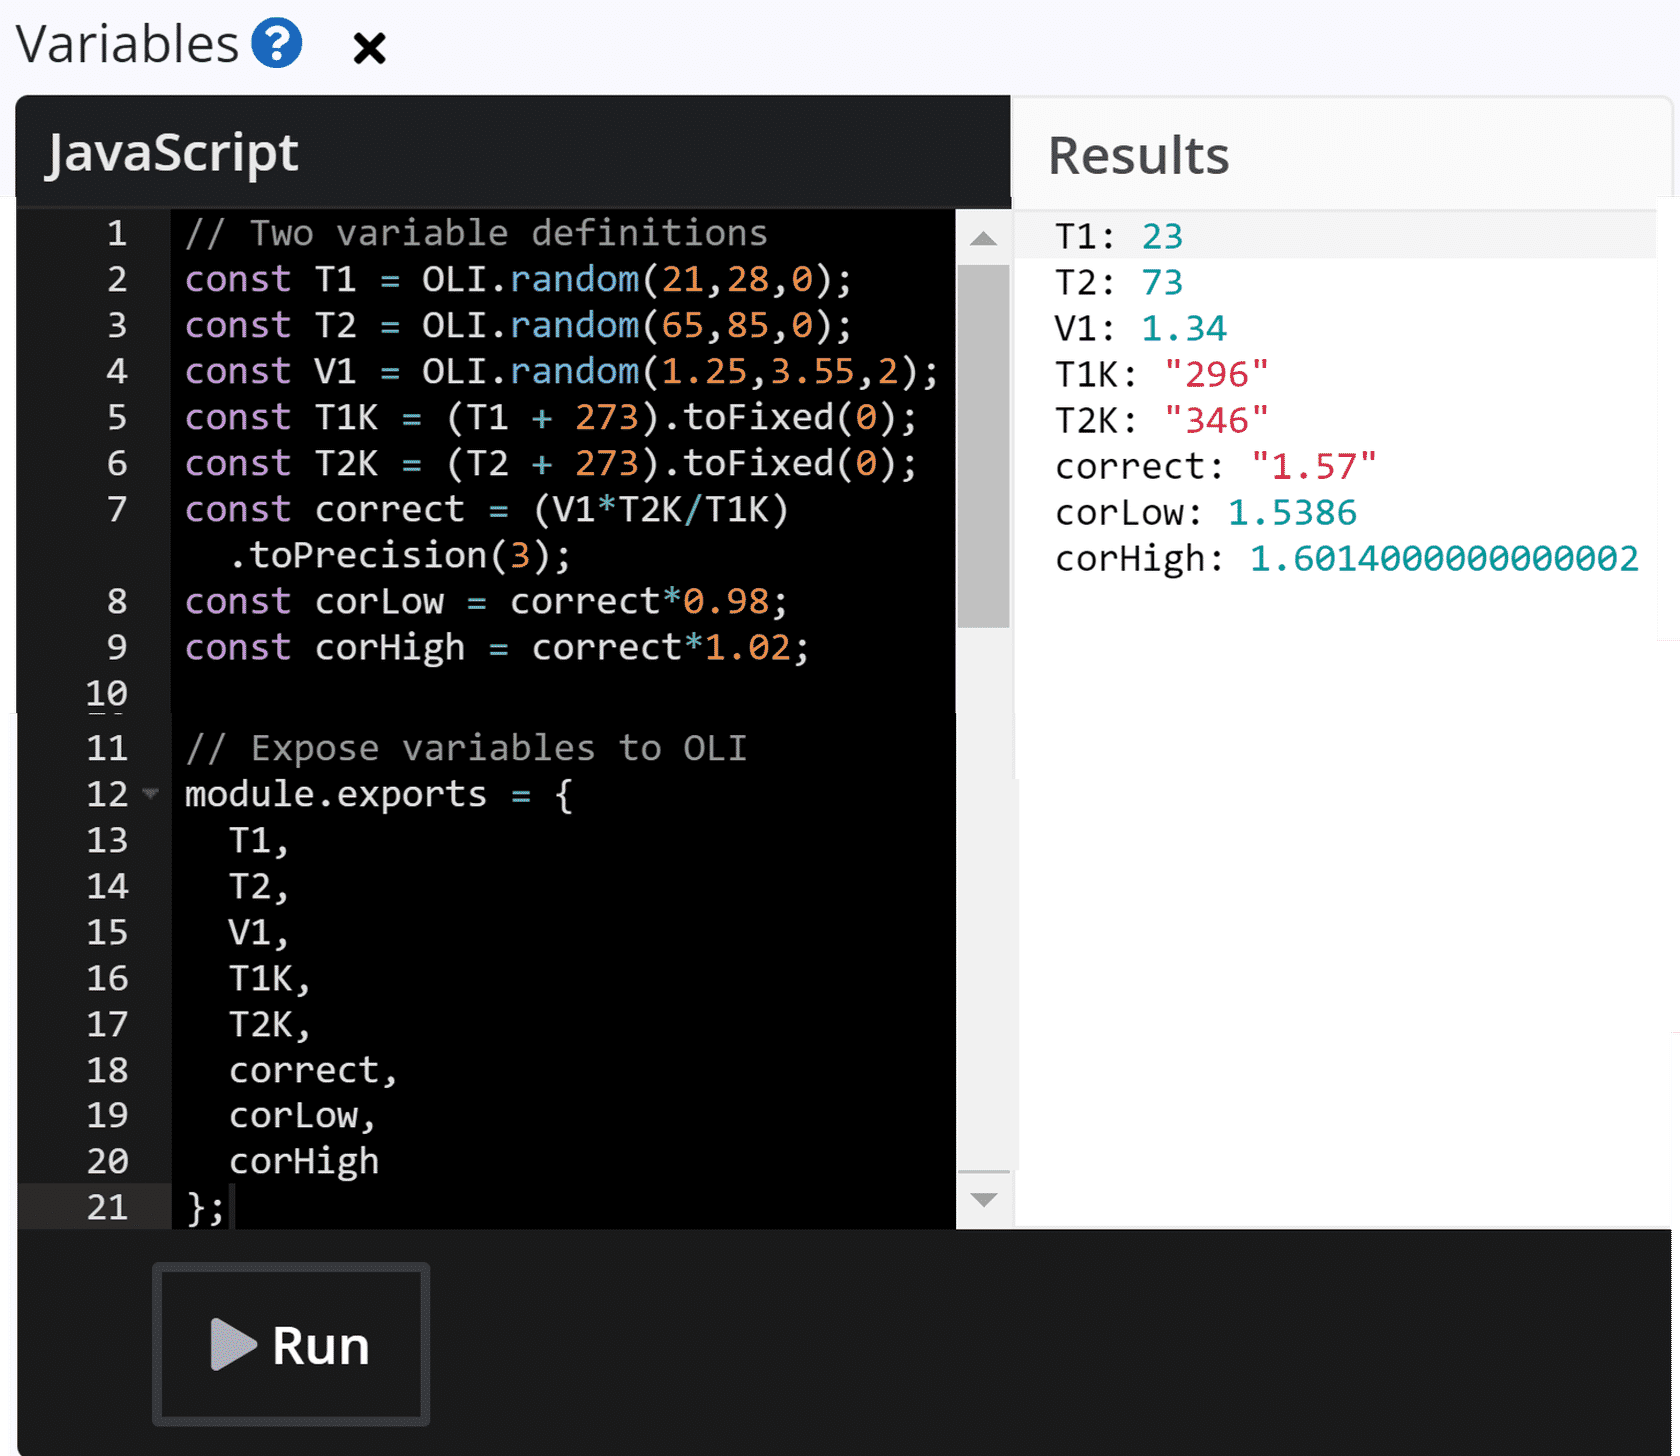 Variables ?
JavaScript
1 // Two variable definitions
2 const T1 = OLI.random(21,28,0);
3 const T2 = OLI.random(65,85,0);
4 const V1 = OLI.random(1.25,3.55,2);
5 const T1K = (T1 + 273).toFixed(0);
6 const T2K = (T2 + 273).toFixed(0);
7 const correct = (V1*T2K/T1K)
.toPrecision(3);
8 const corLow = correct*0.98;
9 const corHigh = correct*1.02;
10
11 // Expose variables to OLI
12 module.exports = {
13 T1,
14 T2,
15 V1,
16 T1K,
17 T2K,
18 correct,
19 corLow,
20 corHigh
21 };
Results
T1: 23
T2: 73
V1: 1.34
T1K: "296"
T2K: "346"
correct: "1.57"
corLow: 1.5386
corHigh: 1.6014000000000002
Run